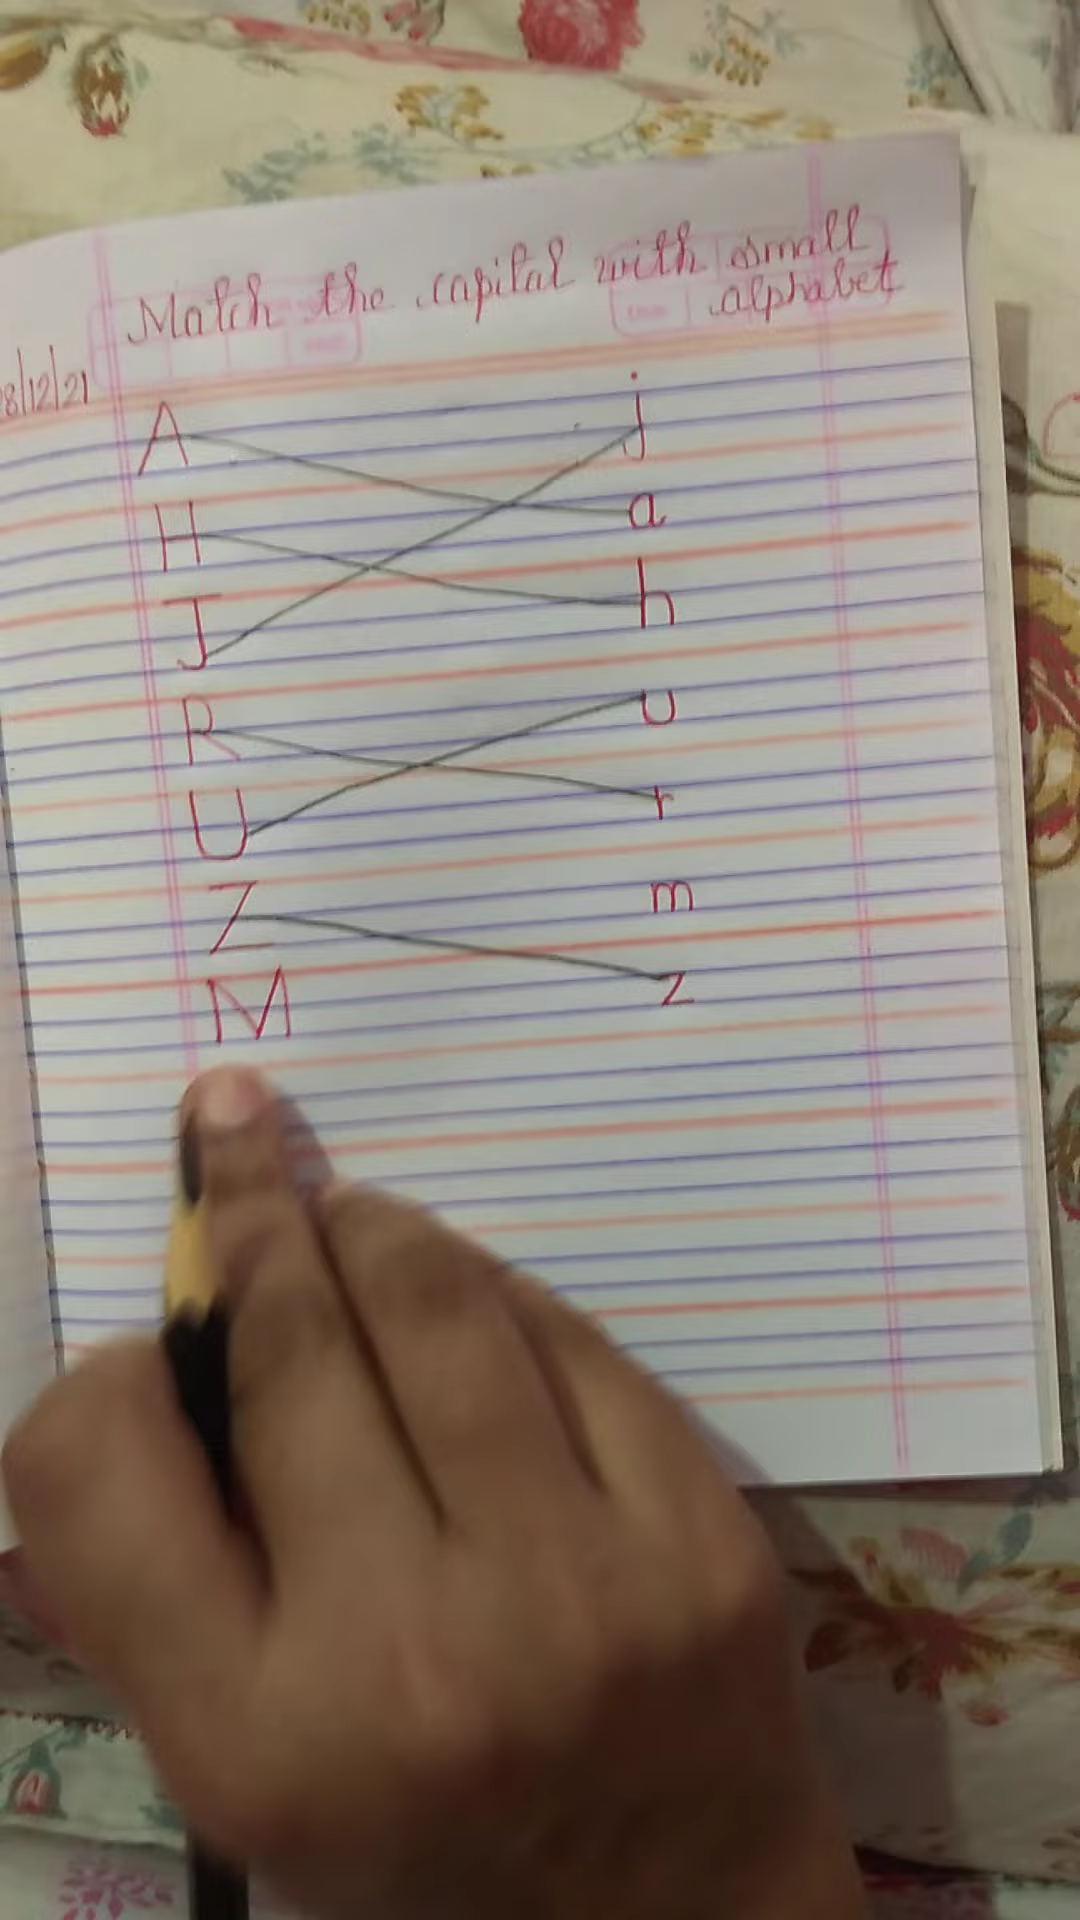 Match the capital with small
alphabet
8/12/21
A j
H a
J h
R u
U r
Z m
M z